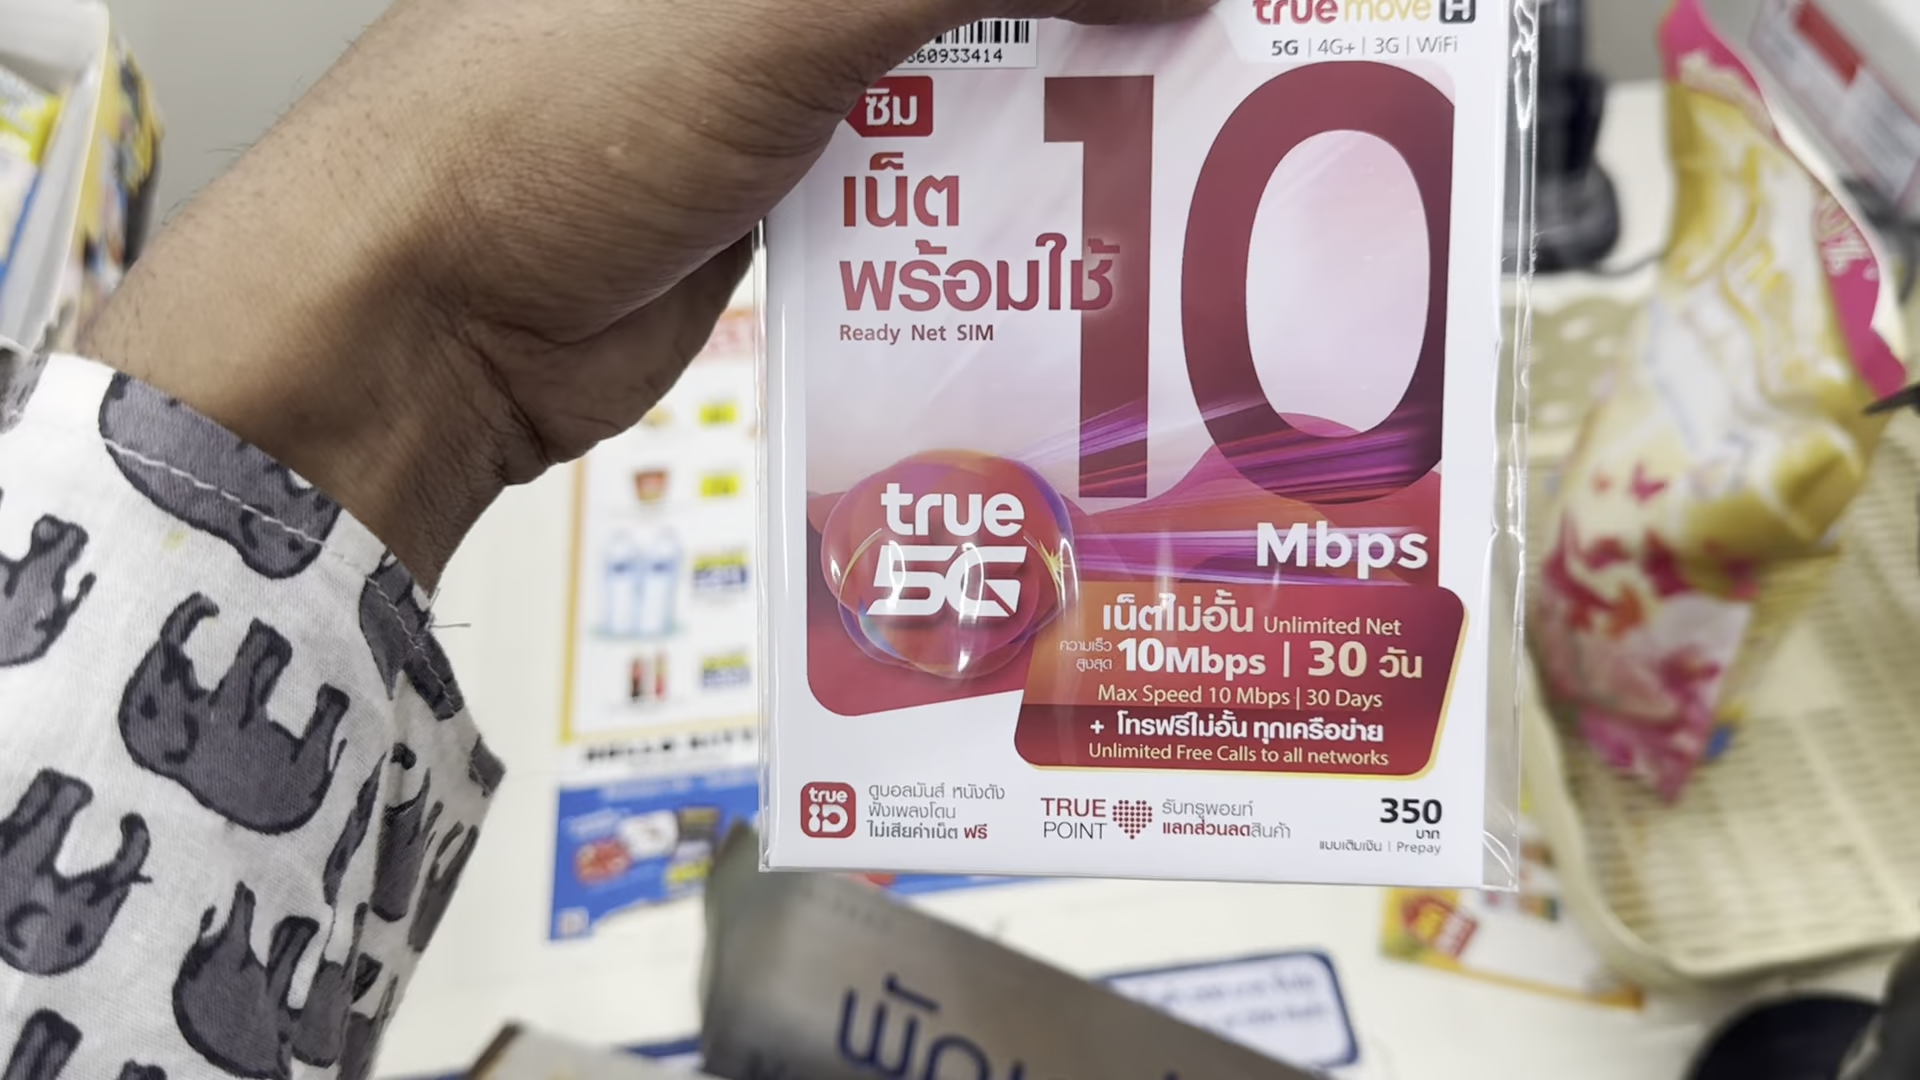 true move H
5G | 4G+ | 3G | WiFi
60933414
ซิม
เน็ต
พร้อมใช้
Ready Net SIM
10
Mbps
true
5G
เน็ตไม่อั้น Unlimited Net
ความเร็ว
สูงสุด 10Mbps | 30 วัน
Max Speed 10 Mbps | 30 Days
+ โทรฟรีไม่อั้น ทุกเครือข่าย
Unlimited Free Calls to all networks
true
iD
ดูบอลมันส์ หนังดัง
ฟังเพลงโดน
ไม่เสียค่าเน็ต ฟรี
TRUE
POINT
รับทรูพอยท์
แลกส่วนลดสินค้า
350
บาท
แบบเติมเงิน | Prepay